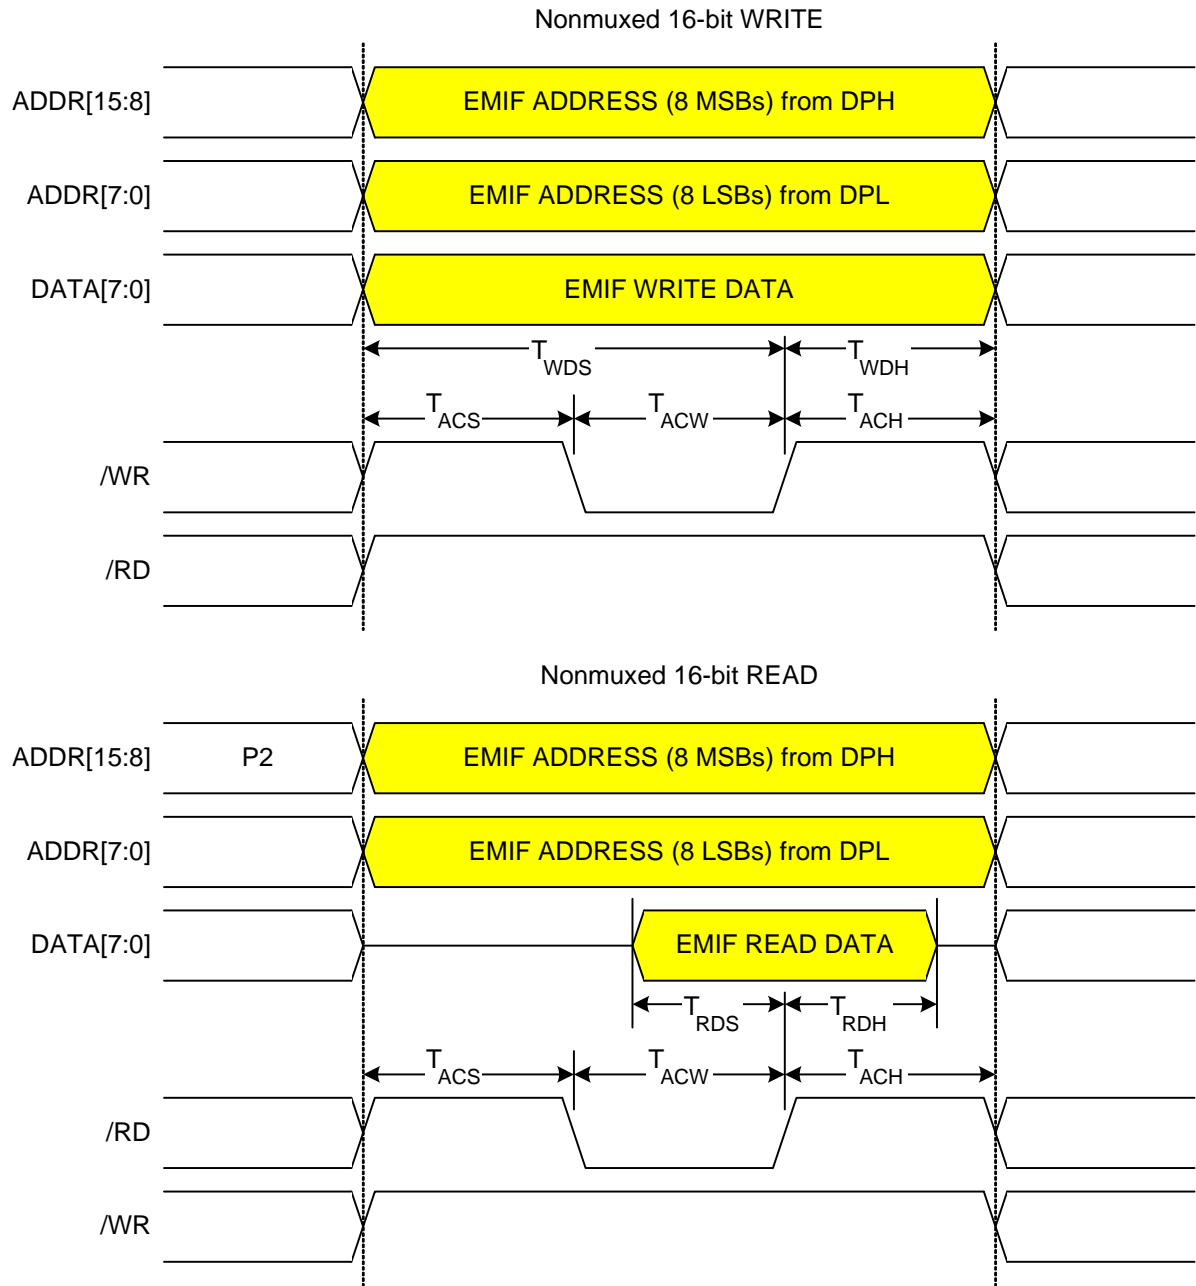 Nonmuxed 16-bit WRITE
ADDR[15:8] EMIF ADDRESS (8 MSBs) from DPH
ADDR[7:0] EMIF ADDRESS (8 LSBs) from DPL
DATA[7:0] EMIF WRITE DATA
TWDS TWDH
TACS TACW TACH
/WR
/RD
Nonmuxed 16-bit READ
ADDR[15:8] P2 EMIF ADDRESS (8 MSBs) from DPH
ADDR[7:0] EMIF ADDRESS (8 LSBs) from DPL
DATA[7:0] EMIF READ DATA
TRDS TRDH
TACS TACW TACH
/RD
/WR